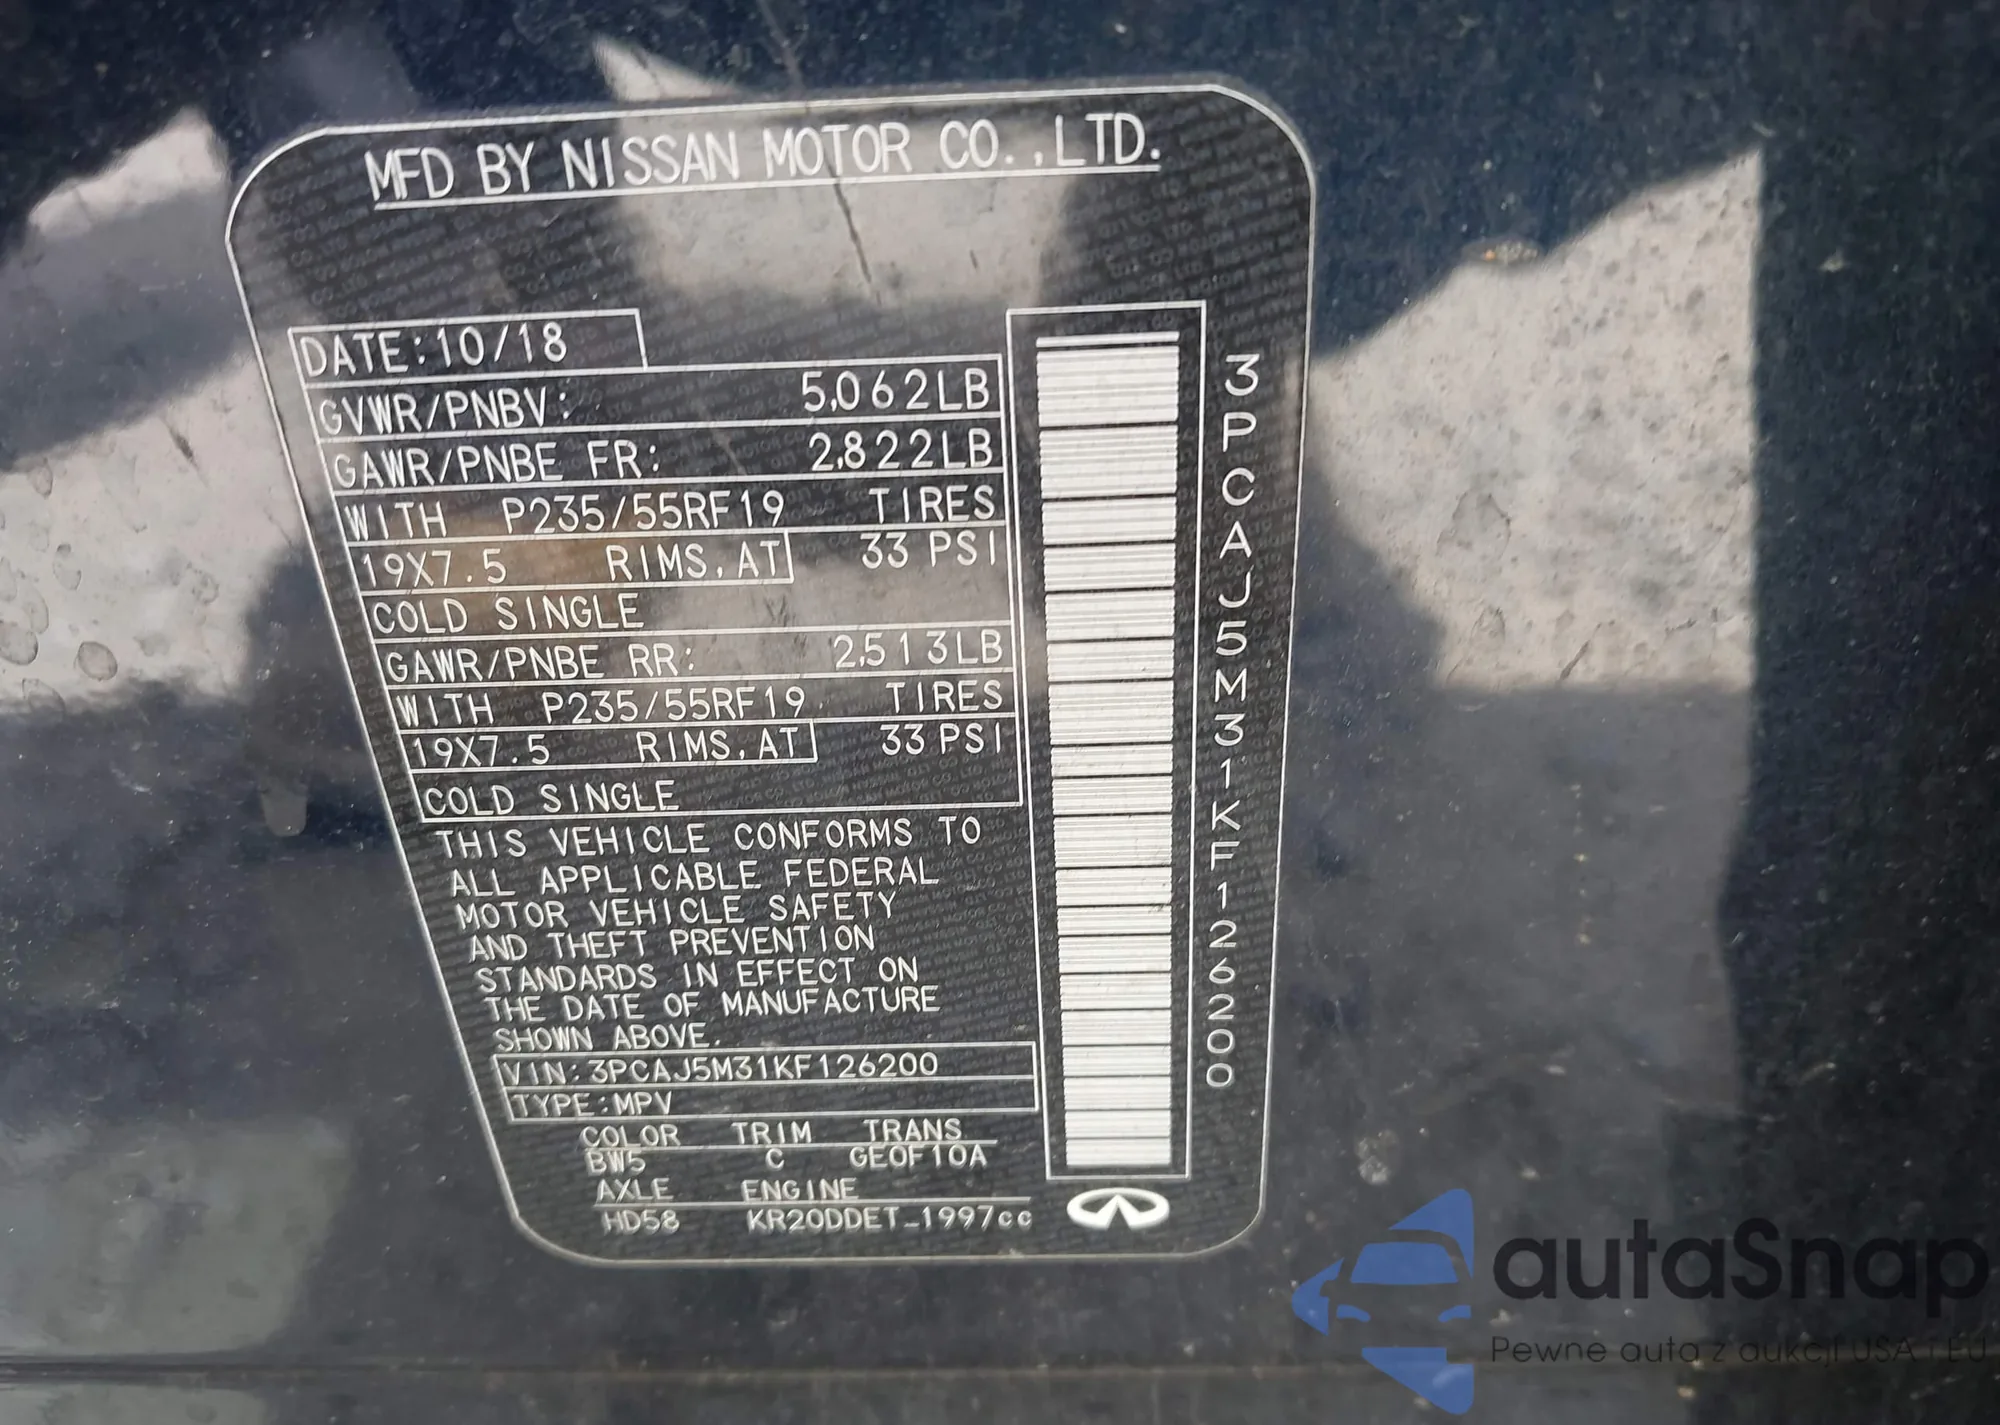 MFD BY NISSAN MOTOR CO.,LTD.
DATE:10/18
GVWR/PNBV: 5,062LB
GAWR/PNBE FR: 2,822LB
WITH P235/55RF19 TIRES
19X7.5 RIMS,AT 33 PSI
COLD SINGLE
GAWR/PNBE RR: 2,513LB
WITH P235/55RF19 TIRES
19X7.5 RIMS,AT 33 PSI
COLD SINGLE
THIS VEHICLE CONFORMS TO
ALL APPLICABLE FEDERAL
MOTOR VEHICLE SAFETY
AND THEFT PREVENTION
STANDARDS IN EFFECT ON
THE DATE OF MANUFACTURE
SHOWN ABOVE.
VIN:3PCAJ5M31KF126200
TYPE:MPV
COLOR TRIM TRANS
BW5 C GE0F10A
AXLE ENGINE
HD58 KR20DDET_1997cc
3PCAJ5M31KF126200
autaSnap
Pewne auta z aukcji USA i EU